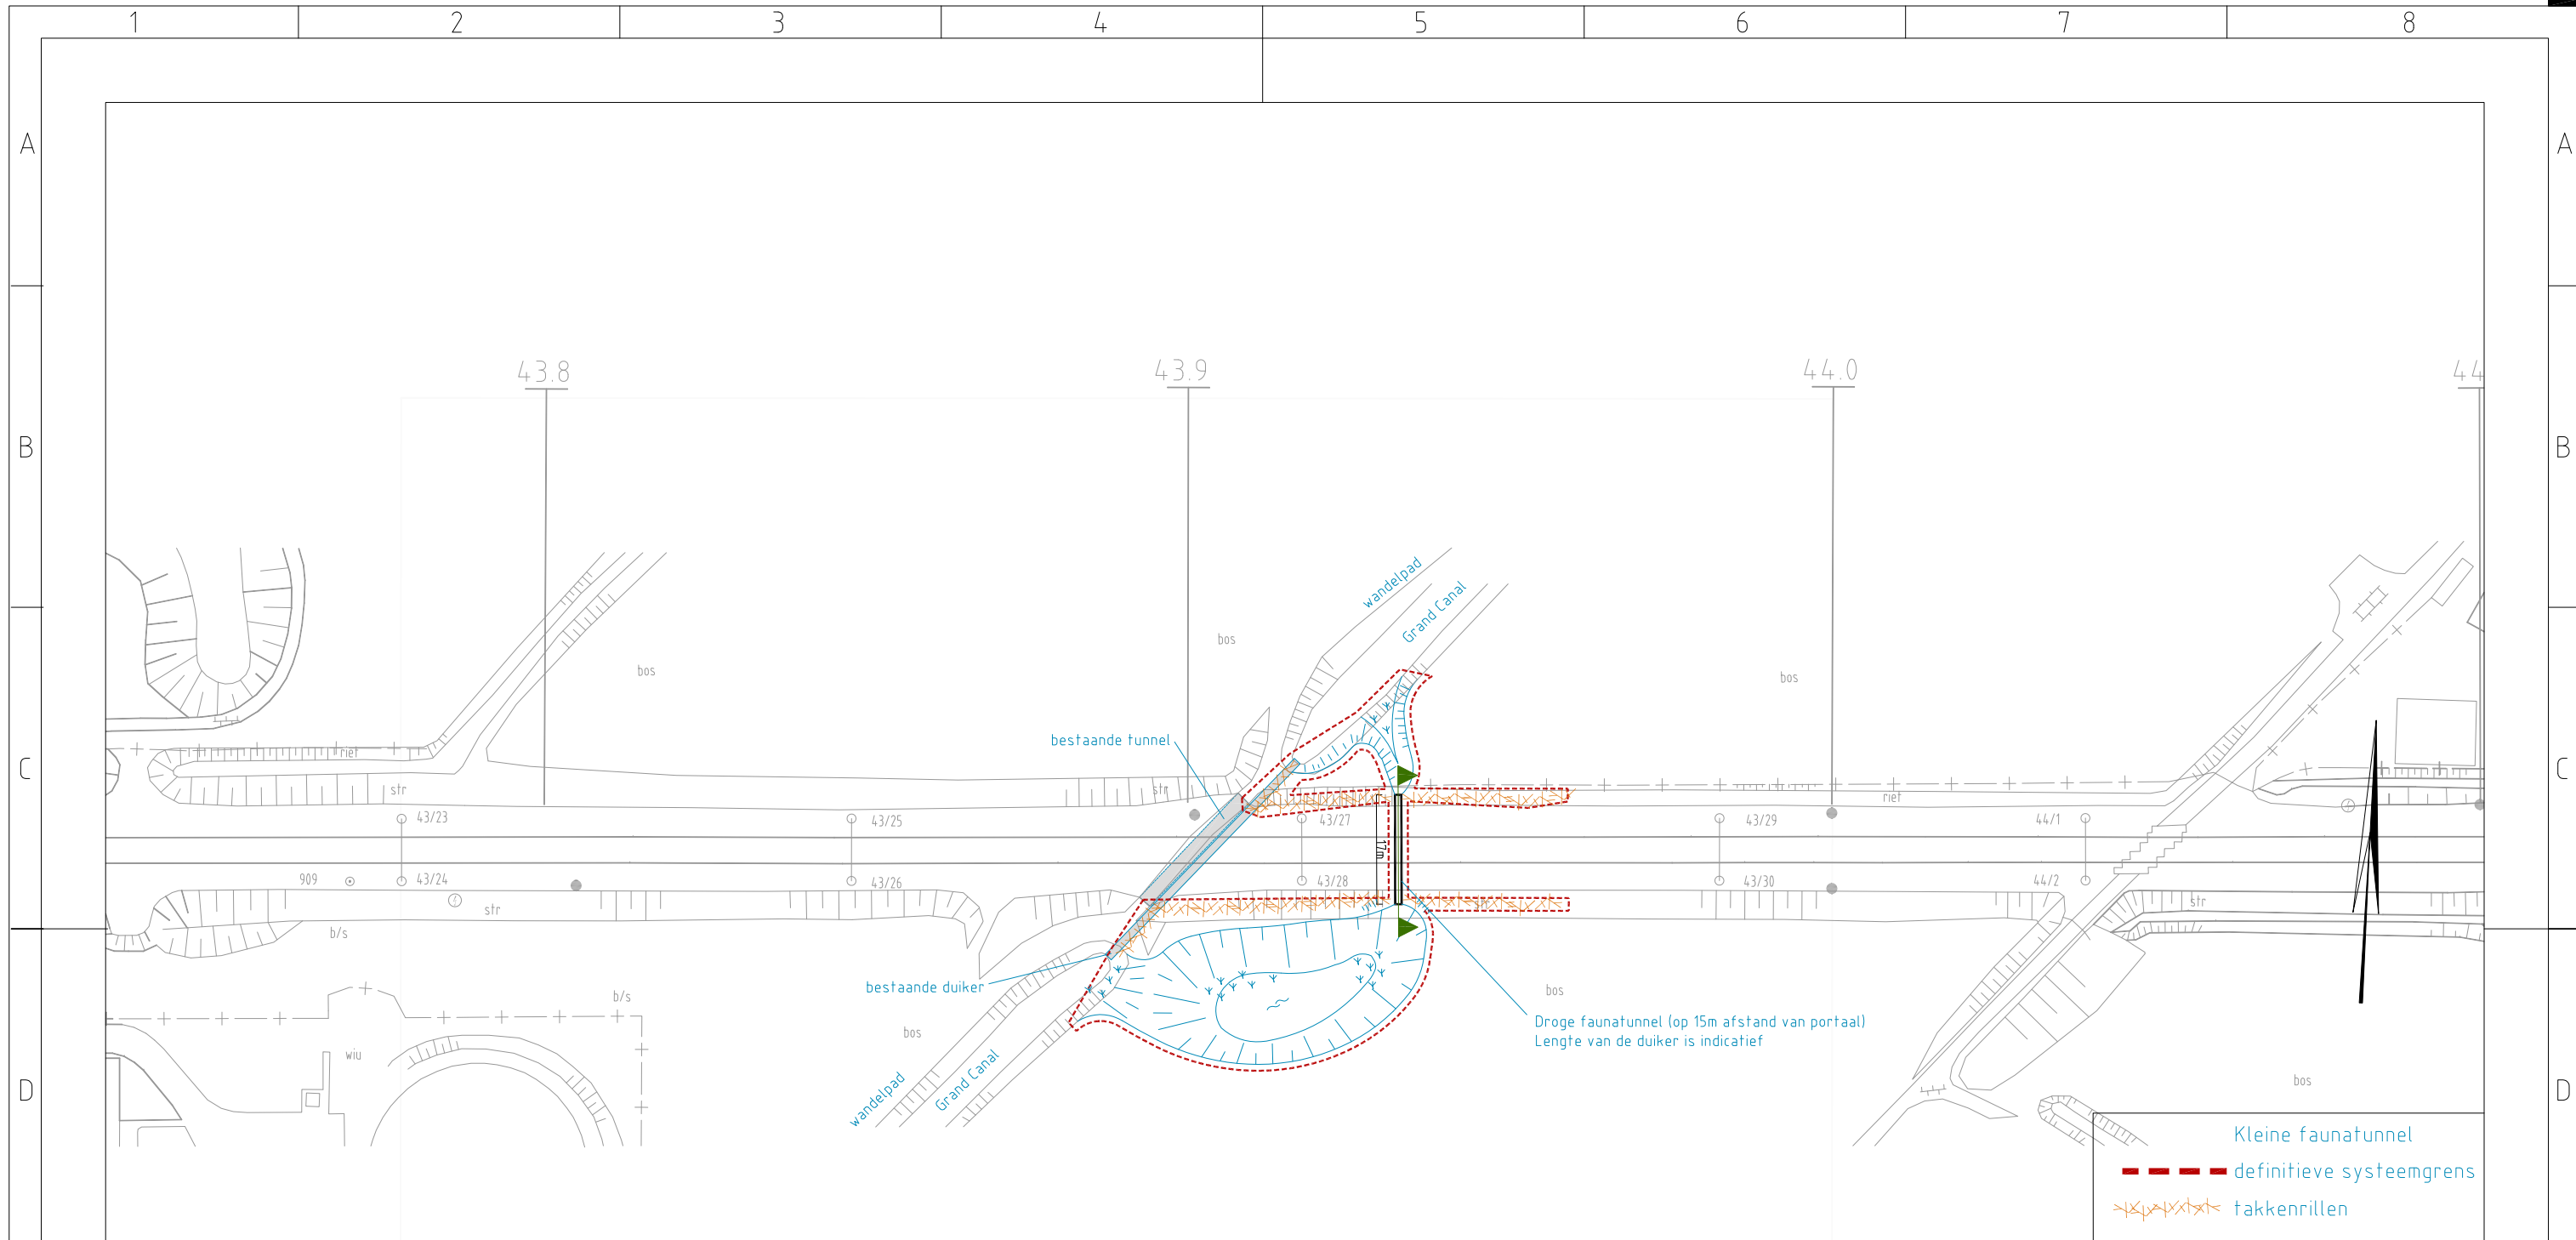 1 2 3 4 5 6 7 8
A A
43.8 43.9 44.0 44
B B
wandelpad
Grand Canal
bos
bos
bos
bestaande tunnel
C C
riet
str
str
riet
43/23
43/25
43/27
43/29
44/1
17m
909
43/24
43/26
43/28
43/30
44/2
str
str
str
b/s
bestaande duiker
b/s
bos
bos
Droge faunatunnel (op 15m afstand van portaal)
Lengte van de duiker is indicatief
wiu
wandelpad
Grand Canal
bos
D D
Kleine faunatunnel
definitieve systeemgrens
takkenrillen